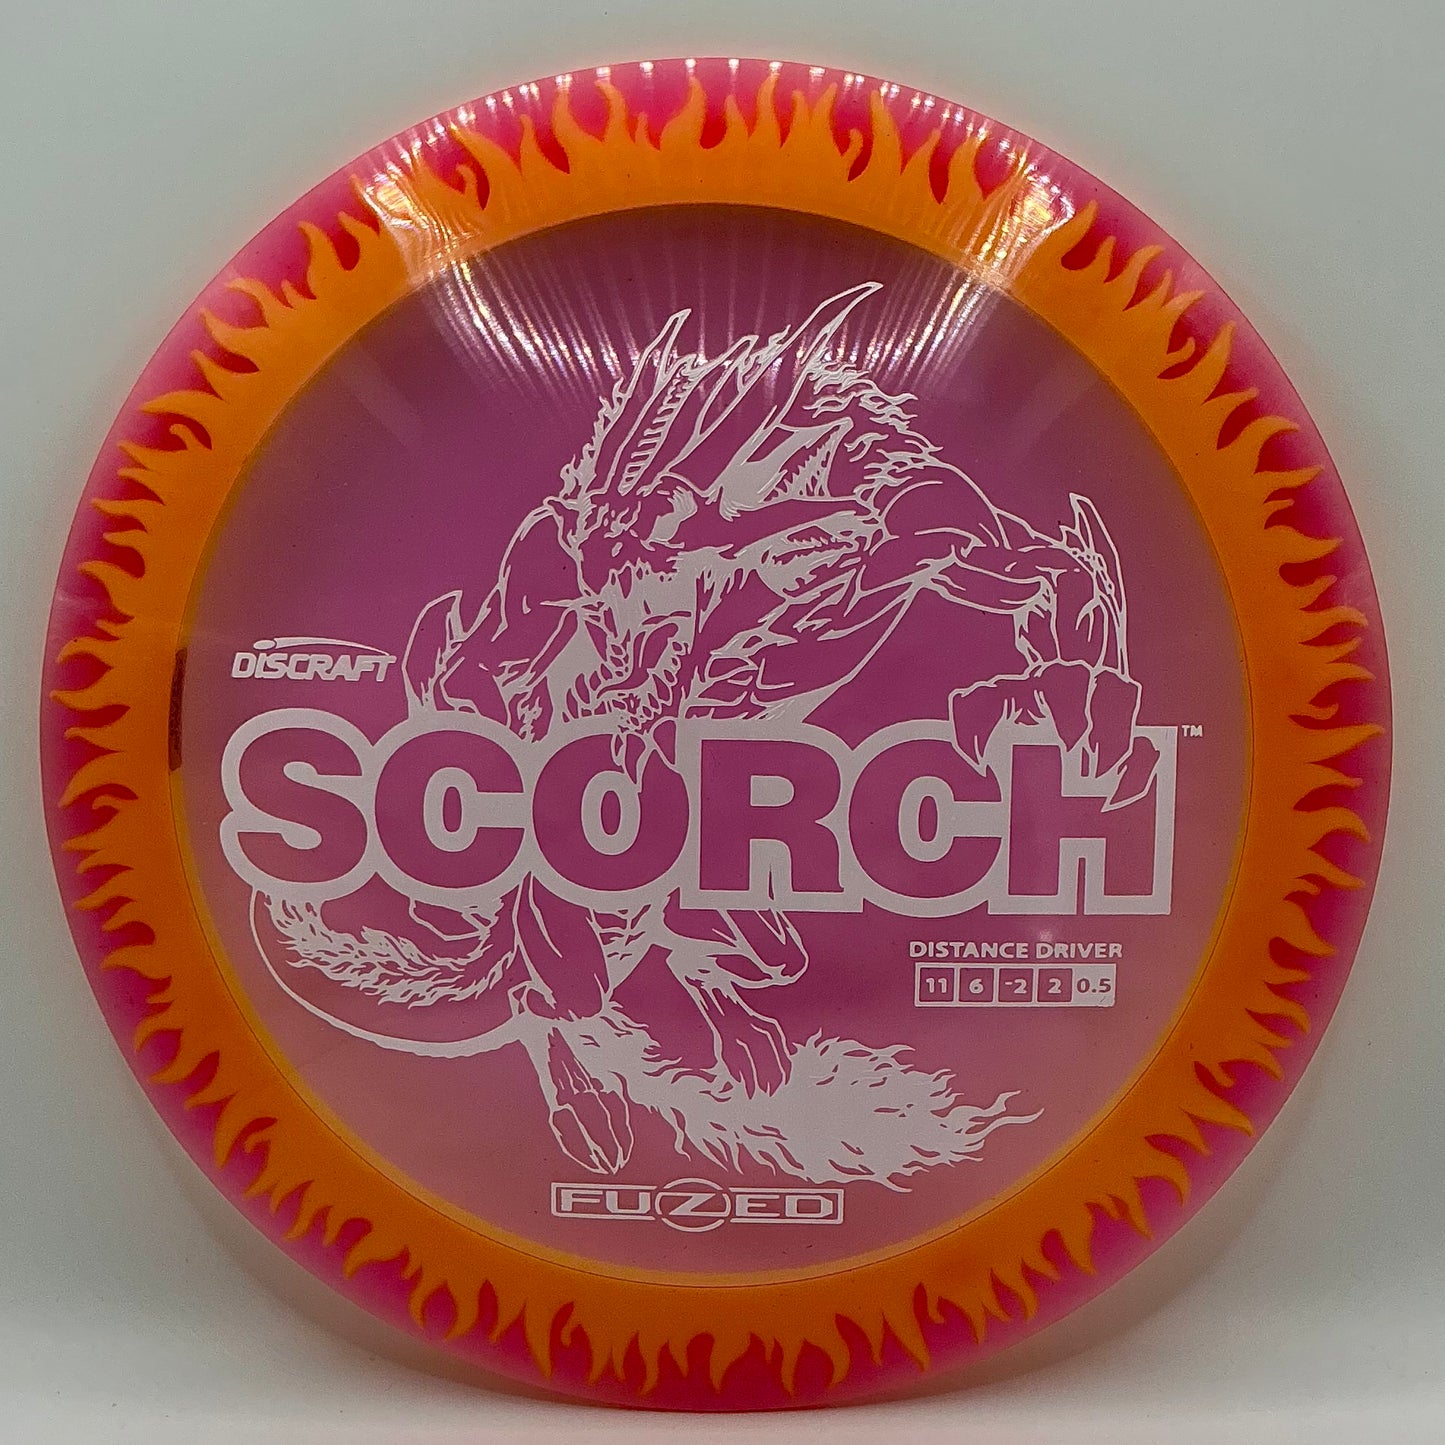 DISCRAFT
SCORCH™
DISTANCE DRIVER
11 6 -2 2 0.5
FUZED